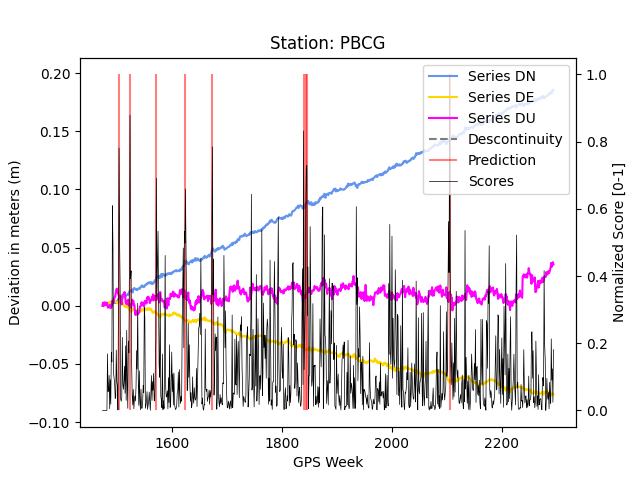 Station: PBCG
Deviation in meters (m)
0.20
0.15
0.10
0.05
0.00
−0.05
−0.10
1600
1800
2000
2200
GPS Week
1.0
0.8
0.6
0.4
0.2
0.0
Normalized Score [0-1]
Series DN
Series DE
Series DU
Descontinuity
Prediction
Scores